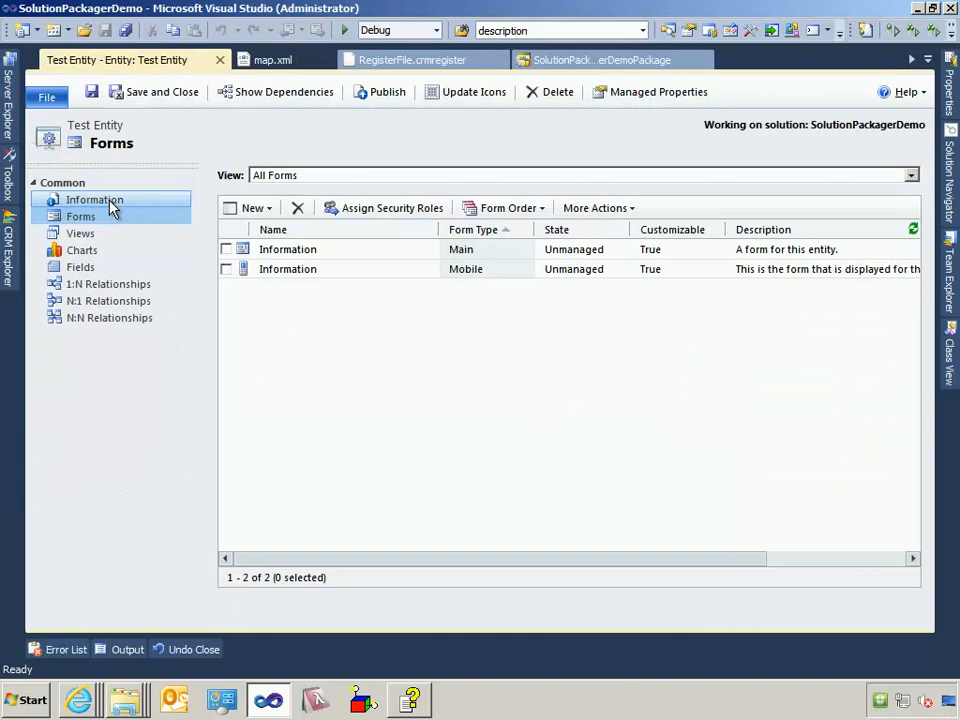 SolutionPackagerDemo - Microsoft Visual Studio (Administrator)
Debug
description
Test Entity - Entity: Test Entity
map.xml
RegisterFile.crmregister
SolutionPack...erDemoPackage
File
Save and Close
Show Dependencies
Publish
Update Icons
Delete
Managed Properties
Help
Test Entity
Forms
Working on solution: SolutionPackagerDemo
Common
Information
Forms
Views
Charts
Fields
1:N Relationships
N:1 Relationships
N:N Relationships
View:
All Forms
New
Assign Security Roles
Form Order
More Actions
Name
Form Type
State
Customizable
Description
Information
Main
Unmanaged
True
A form for this entity.
Information
Mobile
Unmanaged
True
This is the form that is displayed for th
1 - 2 of 2 (0 selected)
Server Explorer
Toolbox
CRM Explorer
Properties
Solution Navigator
Team Explorer
Class View
Error List
Output
Undo Close
Ready
Start